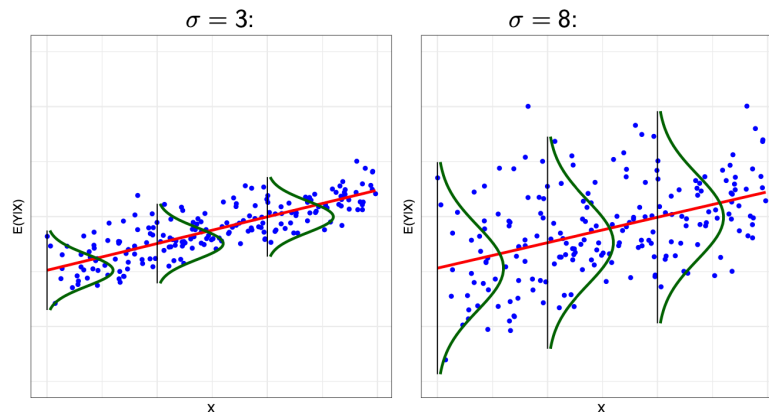 σ = 3:
σ = 8:
E(Y|X)
E(Y|X)
X
X